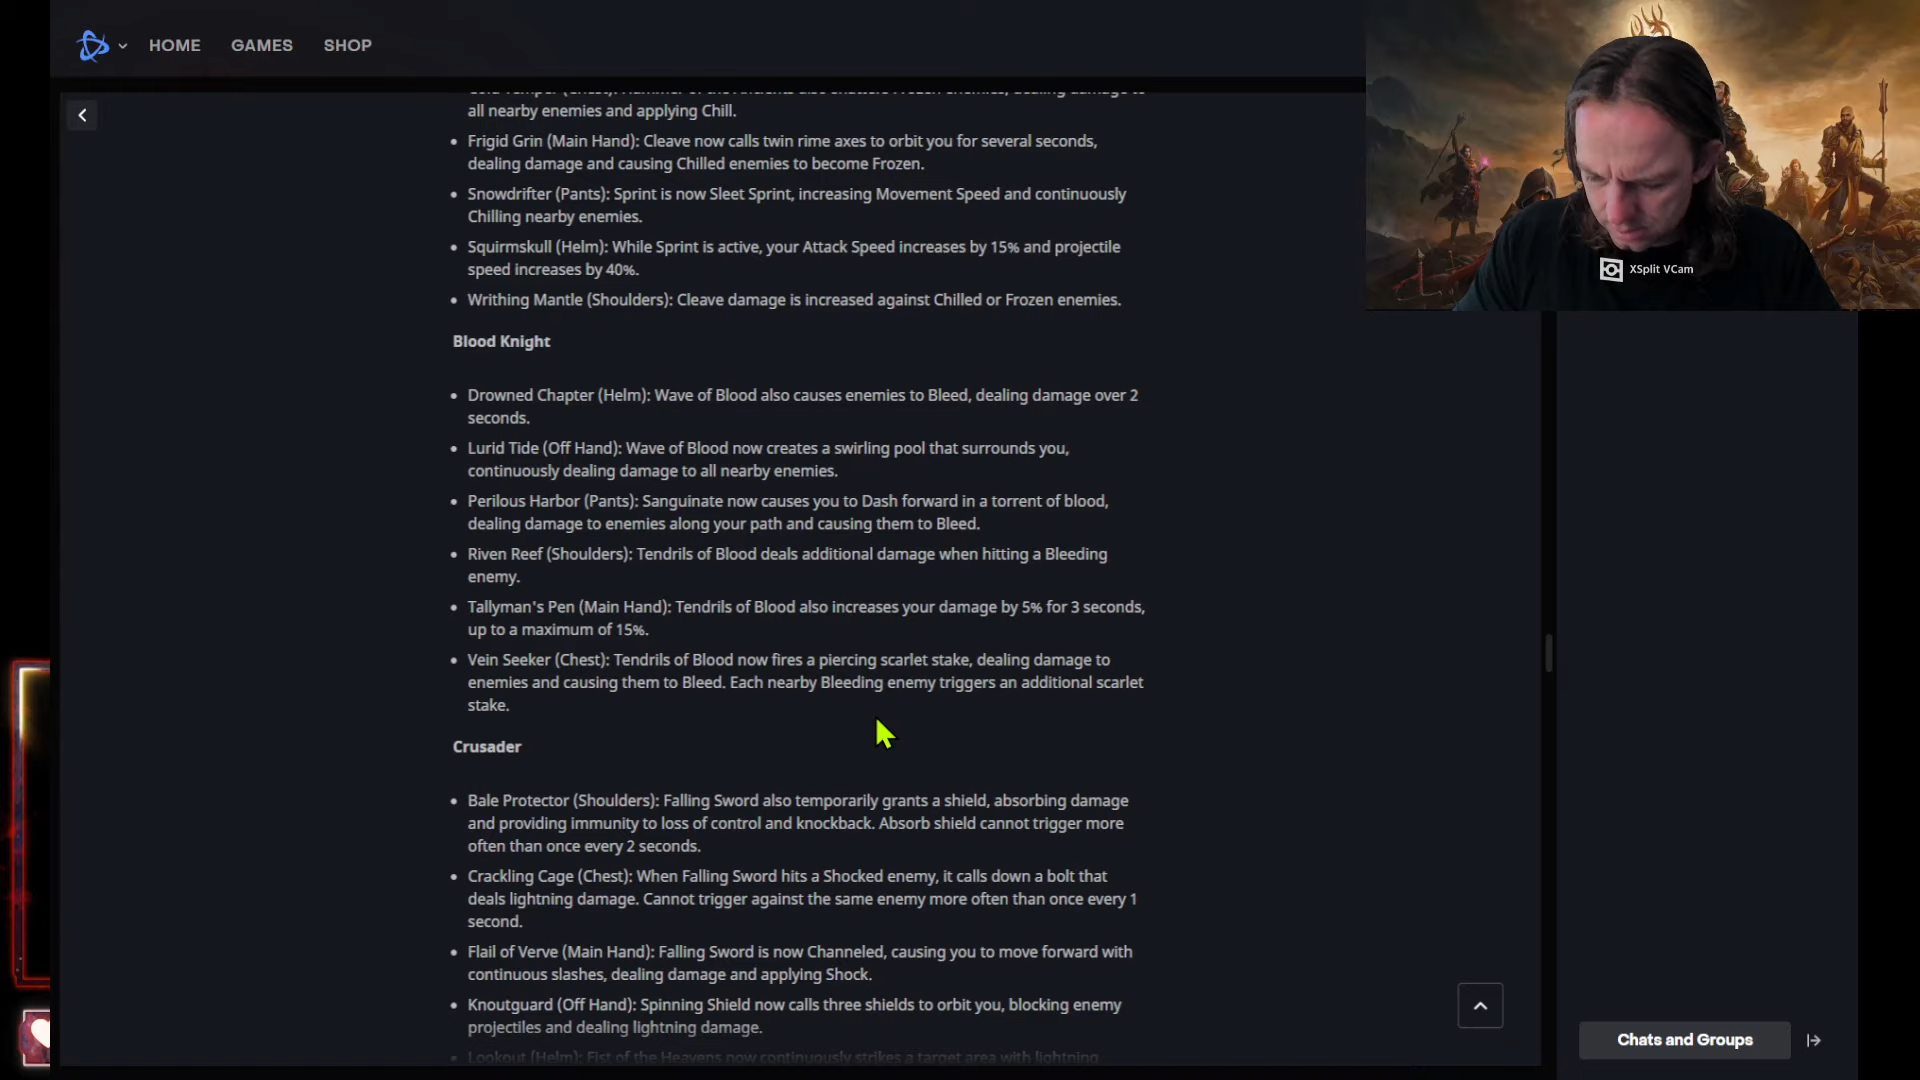 HOME GAMES SHOP
all nearby enemies and applying Chill.
• Frigid Grin (Main Hand): Cleave now calls twin rime axes to orbit you for several seconds,
dealing damage and causing Chilled enemies to become Frozen.
• Snowdrifter (Pants): Sprint is now Sleet Sprint, increasing Movement Speed and continuously
Chilling nearby enemies.
• Squirmskull (Helm): While Sprint is active, your Attack Speed increases by 15% and projectile
speed increases by 40%.
• Writhing Mantle (Shoulders): Cleave damage is increased against Chilled or Frozen enemies.
Blood Knight
• Drowned Chapter (Helm): Wave of Blood also causes enemies to Bleed, dealing damage over 2
seconds.
• Lurid Tide (Off Hand): Wave of Blood now creates a swirling pool that surrounds you,
continuously dealing damage to all nearby enemies.
• Perilous Harbor (Pants): Sanguinate now causes you to Dash forward in a torrent of blood,
dealing damage to enemies along your path and causing them to Bleed.
• Riven Reef (Shoulders): Tendrils of Blood deals additional damage when hitting a Bleeding
enemy.
• Tallyman's Pen (Main Hand): Tendrils of Blood also increases your damage by 5% for 3 seconds,
up to a maximum of 15%.
• Vein Seeker (Chest): Tendrils of Blood now fires a piercing scarlet stake, dealing damage to
enemies and causing them to Bleed. Each nearby Bleeding enemy triggers an additional scarlet
stake.
Crusader
• Bale Protector (Shoulders): Falling Sword also temporarily grants a shield, absorbing damage
and providing immunity to loss of control and knockback. Absorb shield cannot trigger more
often than once every 2 seconds.
• Crackling Cage (Chest): When Falling Sword hits a Shocked enemy, it calls down a bolt that
deals lightning damage. Cannot trigger against the same enemy more often than once every 1
second.
• Flail of Verve (Main Hand): Falling Sword is now Channeled, causing you to move forward with
continuous slashes, dealing damage and applying Shock.
• Knoutguard (Off Hand): Spinning Shield now calls three shields to orbit you, blocking enemy
projectiles and dealing lightning damage.
• Lookout (Helm): Fist of the Heavens now continuously strikes a target area with lightning
XSplit VCam
Chats and Groups